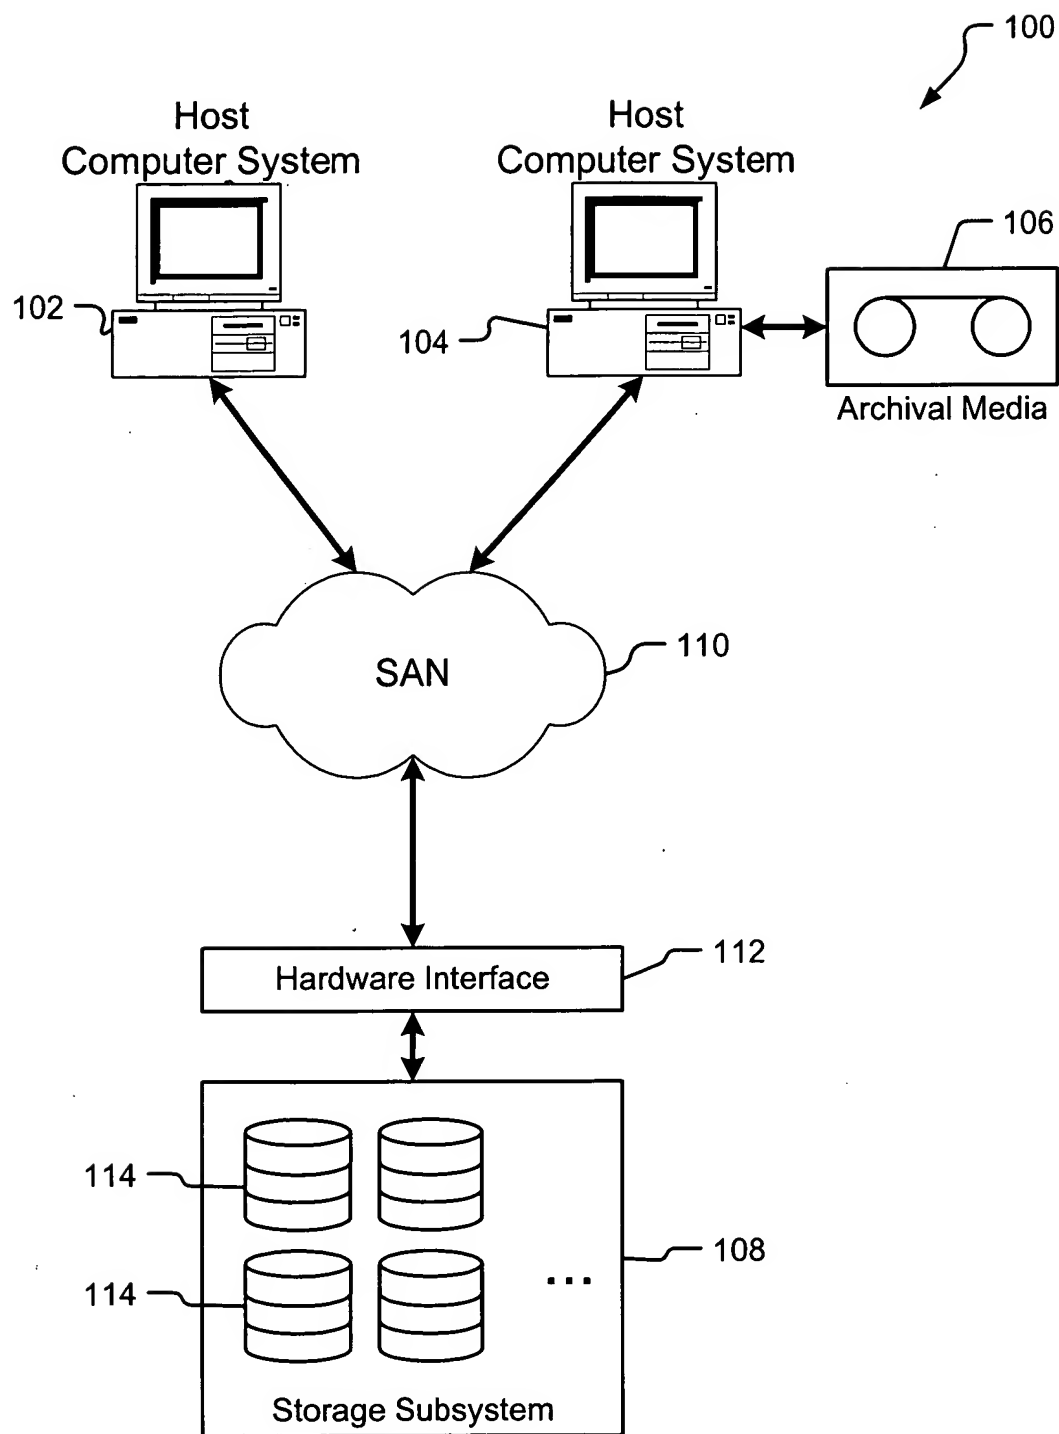 100
Host
Computer System
Host
Computer System
106
102
104
Archival Media
110
SAN
112
Hardware Interface
114
108
114
...
Storage Subsystem